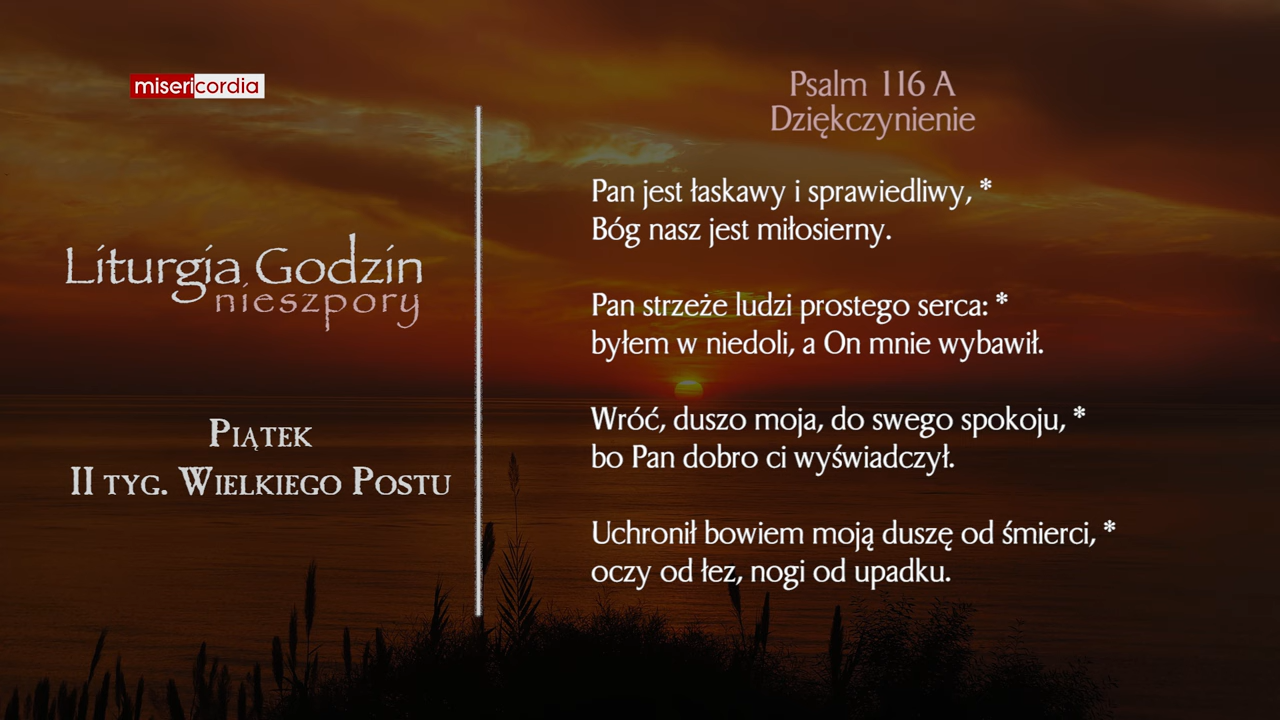 misericordia
Liturgia Godzin
nieszpory
Piątek
II tyg. Wielkiego Postu
Psalm 116 A
Dziękczynienie
Pan jest łaskawy i sprawiedliwy, *
Bóg nasz jest miłosierny.
Pan strzeże ludzi prostego serca: *
byłem w niedoli, a On mnie wybawił.
Wróć, duszo moja, do swego spokoju, *
bo Pan dobro ci wyświadczył.
Uchronił bowiem moją duszę od śmierci, *
oczy od łez, nogi od upadku.